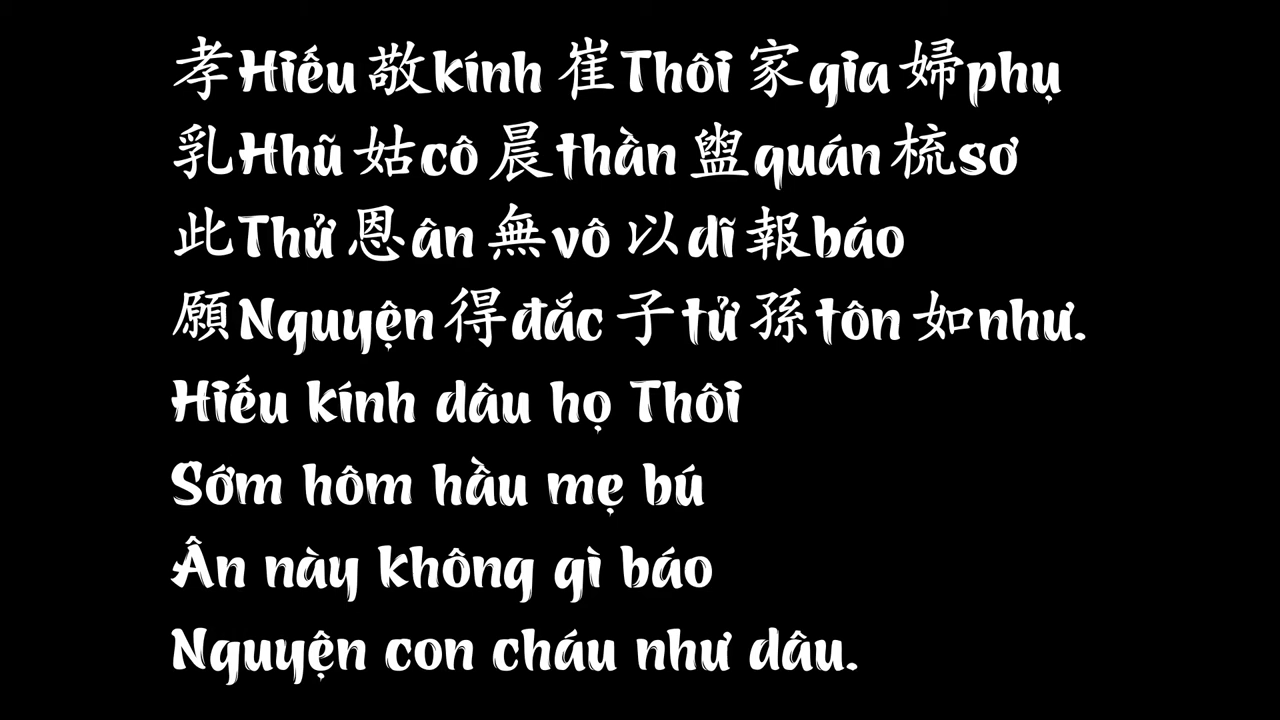 孝Hiếu 敬kính 崔Thôi 家gia 婦phụ
乳Nhũ 姑cô 晨thần 盥quán 梳sơ
此Thử 恩ân 無vô 以dĩ 報báo
願Nguyện 得đắc 子tử 孫tôn 如như.
Hiếu kính dâu họ Thôi
Sớm hôm hầu mẹ bú
Ân này không gì báo
Nguyện con cháu như dâu.